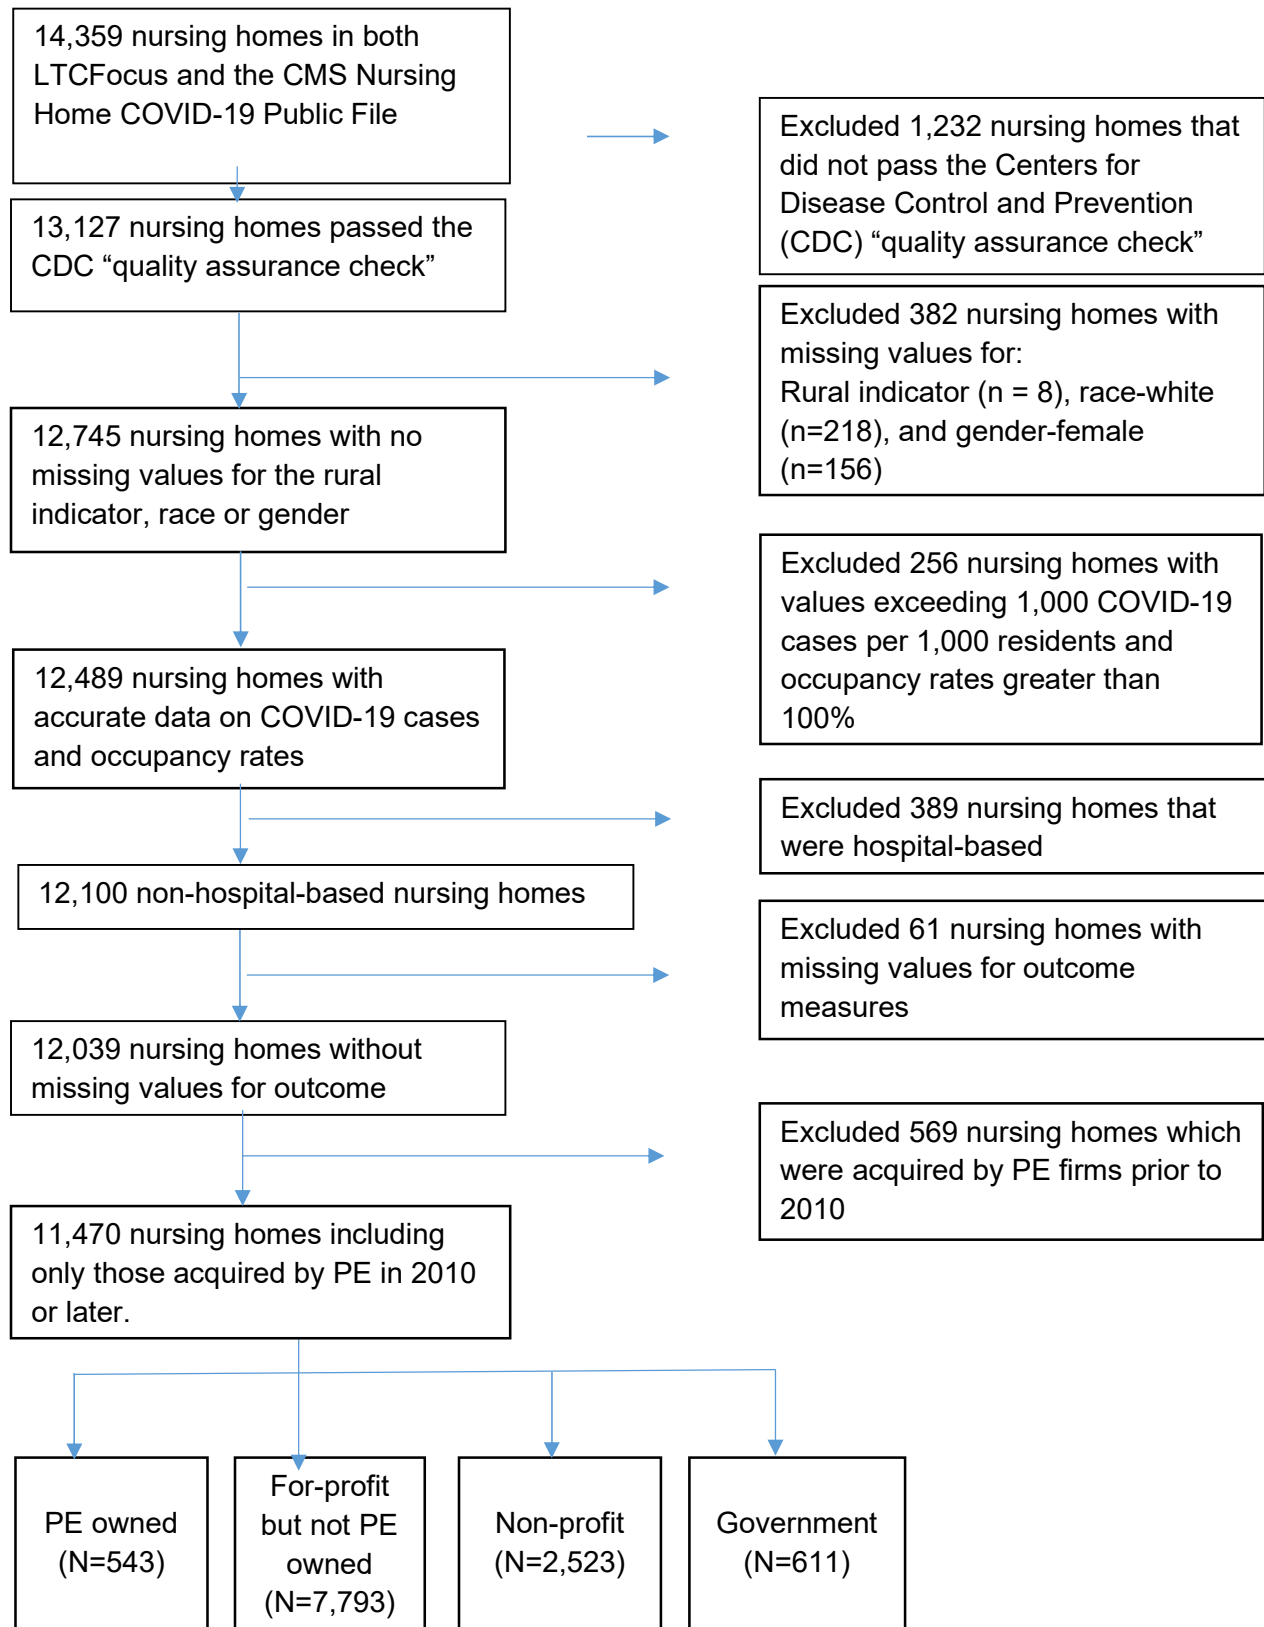 14,359 nursing homes in both
LTCFocus and the CMS Nursing
Home COVID-19 Public File
Excluded 1,232 nursing homes that
did not pass the Centers for
Disease Control and Prevention
(CDC) “quality assurance check”
13,127 nursing homes passed the
CDC “quality assurance check”
Excluded 382 nursing homes with
missing values for:
Rural indicator (n = 8), race-white
(n=218), and gender-female
(n=156)
12,745 nursing homes with no
missing values for the rural
indicator, race or gender
Excluded 256 nursing homes with
values exceeding 1,000 COVID-19
cases per 1,000 residents and
occupancy rates greater than
100%
12,489 nursing homes with
accurate data on COVID-19 cases
and occupancy rates
Excluded 389 nursing homes that
were hospital-based
12,100 non-hospital-based nursing homes
Excluded 61 nursing homes with
missing values for outcome
measures
12,039 nursing homes without
missing values for outcome
Excluded 569 nursing homes which
were acquired by PE firms prior to
2010
11,470 nursing homes including
only those acquired by PE in 2010
or later.
PE owned
(N=543)
For-profit
but not PE
owned
(N=7,793)
Non-profit
(N=2,523)
Government
(N=611)